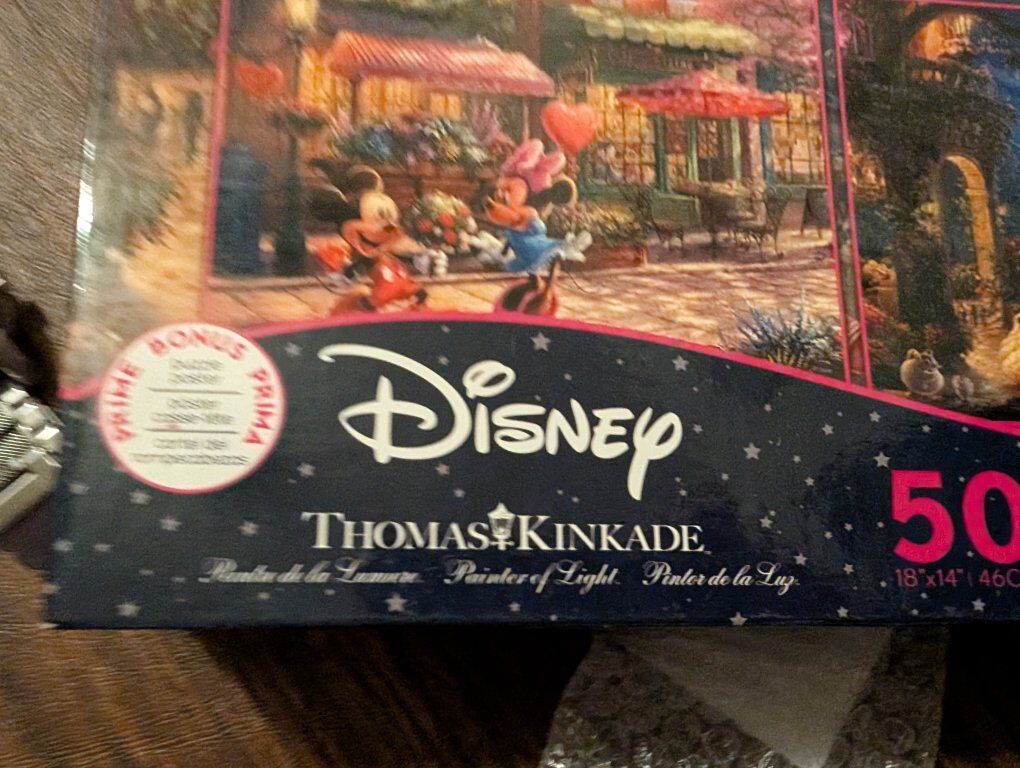 PRIME BONUS PRIMA
DISNEY
THOMAS KINKADE
Peintre de la Lumière Painter of Light Pintor de la Luz
50
18"x14" | 46